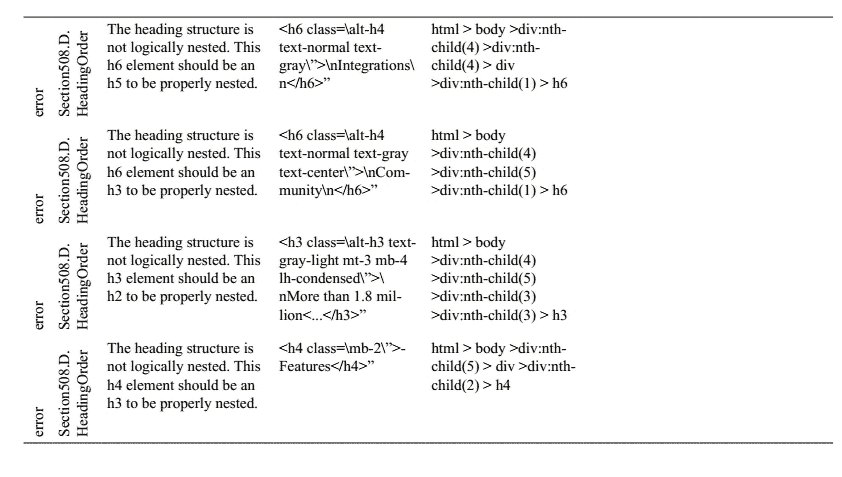 error
Section508.D.
HeadingOrder
The heading structure is
not logically nested. This
h6 element should be an
h5 to be properly nested.
<h6 class=\alt-h4
text-normal text-
gray\”>\nIntegrations\
n</h6>”
html > body >div:nth-
child(4) >div:nth-
child(4) > div
>div:nth-child(1) > h6
error
Section508.D.
HeadingOrder
The heading structure is
not logically nested. This
h6 element should be an
h3 to be properly nested.
<h6 class=\alt-h4
text-normal text-gray
text-center\”>\nCom-
munity\n</h6>”
html > body
>div:nth-child(4)
>div:nth-child(5)
>div:nth-child(1) > h6
error
Section508.D.
HeadingOrder
The heading structure is
not logically nested. This
h3 element should be an
h2 to be properly nested.
<h3 class=\alt-h3 text-
gray-light mt-3 mb-4
lh-condensed\”>\
nMore than 1.8 mil-
lion<...</h3>”
html > body
>div:nth-child(4)
>div:nth-child(5)
>div:nth-child(3)
>div:nth-child(3) > h3
error
Section508.D.
HeadingOrder
The heading structure is
not logically nested. This
h4 element should be an
h3 to be properly nested.
<h4 class=\mb-2\”>-
Features</h4>”
html > body >div:nth-
child(5) > div >div:nth-
child(2) > h4